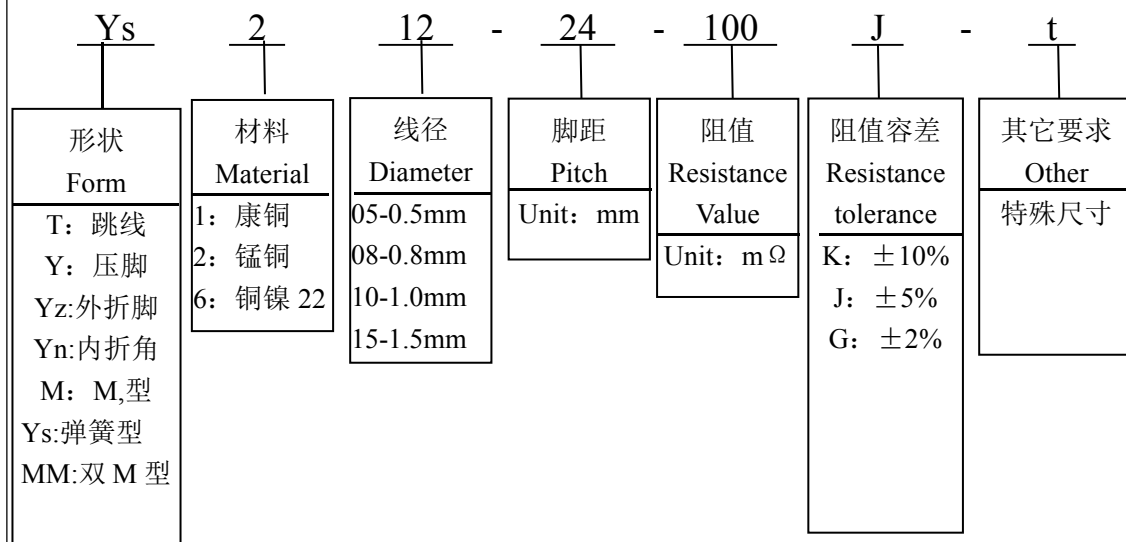 Ys 2 12 - 24 - 100 J - t
形状
Form
T：跳线
Y：压脚
Yz:外折脚
Yn:内折角
M：M,型
Ys:弹簧型
MM:双 M 型
材料
Material
1：康铜
2：锰铜
6：铜镍 22
线径
Diameter
05-0.5mm
08-0.8mm
10-1.0mm
15-1.5mm
脚距
Pitch
Unit：mm
阻值
Resistance
Value
Unit：mΩ
阻值容差
Resistance
tolerance
K：±10%
J：±5%
G：±2%
其它要求
Other
特殊尺寸